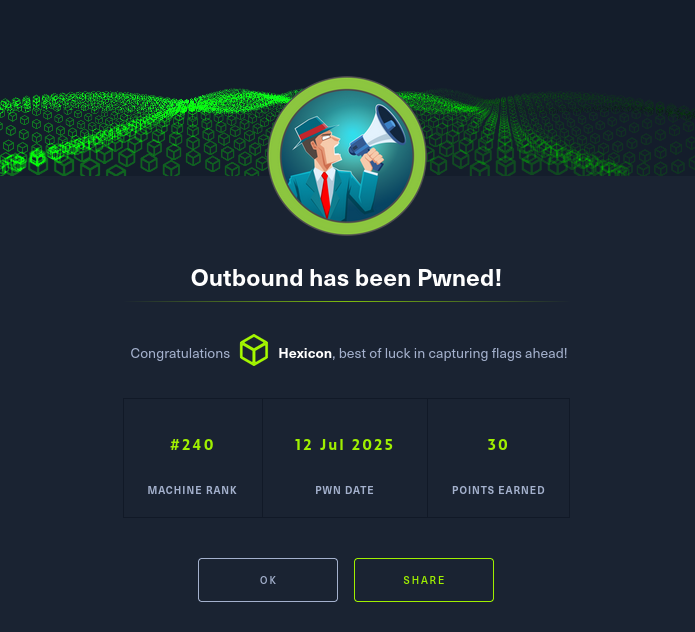 Outbound has been Pwned!
Congratulations Hexicon, best of luck in capturing flags ahead!
#240 12 Jul 2025 30
MACHINE RANK PWN DATE POINTS EARNED
OK SHARE